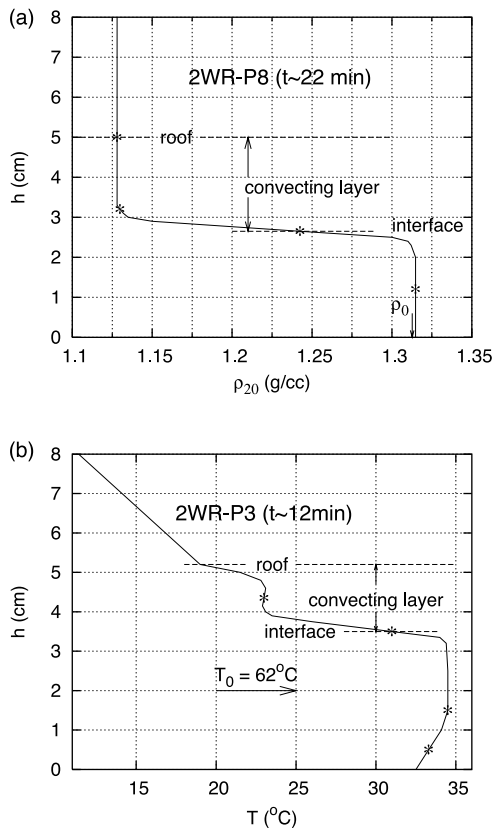 (a)
8
7
6
5
4
3
2
1
0
h (cm)
2WR-P8 (t~22 min)
roof
convecting layer
interface
ρ0
1.1 1.15 1.2 1.25 1.3 1.35
ρ20 (g/cc)
(b)
8
7
6
5
4
3
2
1
0
h (cm)
2WR-P3 (t~12min)
roof
convecting layer
interface
T0 = 62°C
15 20 25 30 35
T (°C)